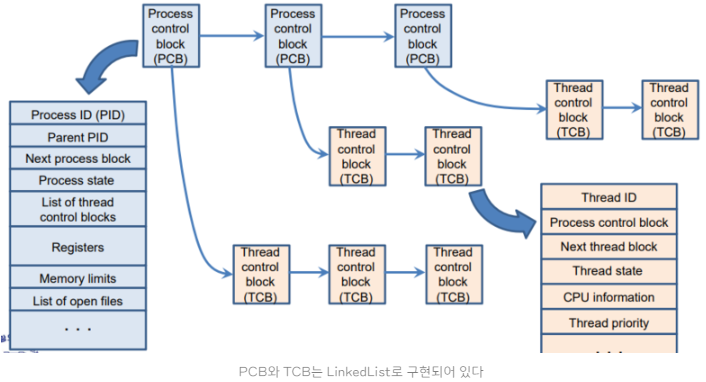 Process
control
block
(PCB)
Process
control
block
(PCB)
Process
control
block
(PCB)
Process ID (PID)
Parent PID
Next process block
Process state
List of thread
control blocks
Registers
Memory limits
List of open files
. . .
Thread
control
block
(TCB)
Thread
control
block
(TCB)
Thread
control
block
(TCB)
Thread
control
block
(TCB)
Thread
control
block
(TCB)
Thread
control
block
(TCB)
Thread
control
block
(TCB)
Thread ID
Process control block
Next thread block
Thread state
CPU information
Thread priority
. . .
PCB와 TCB는 LinkedList로 구현되어 있다